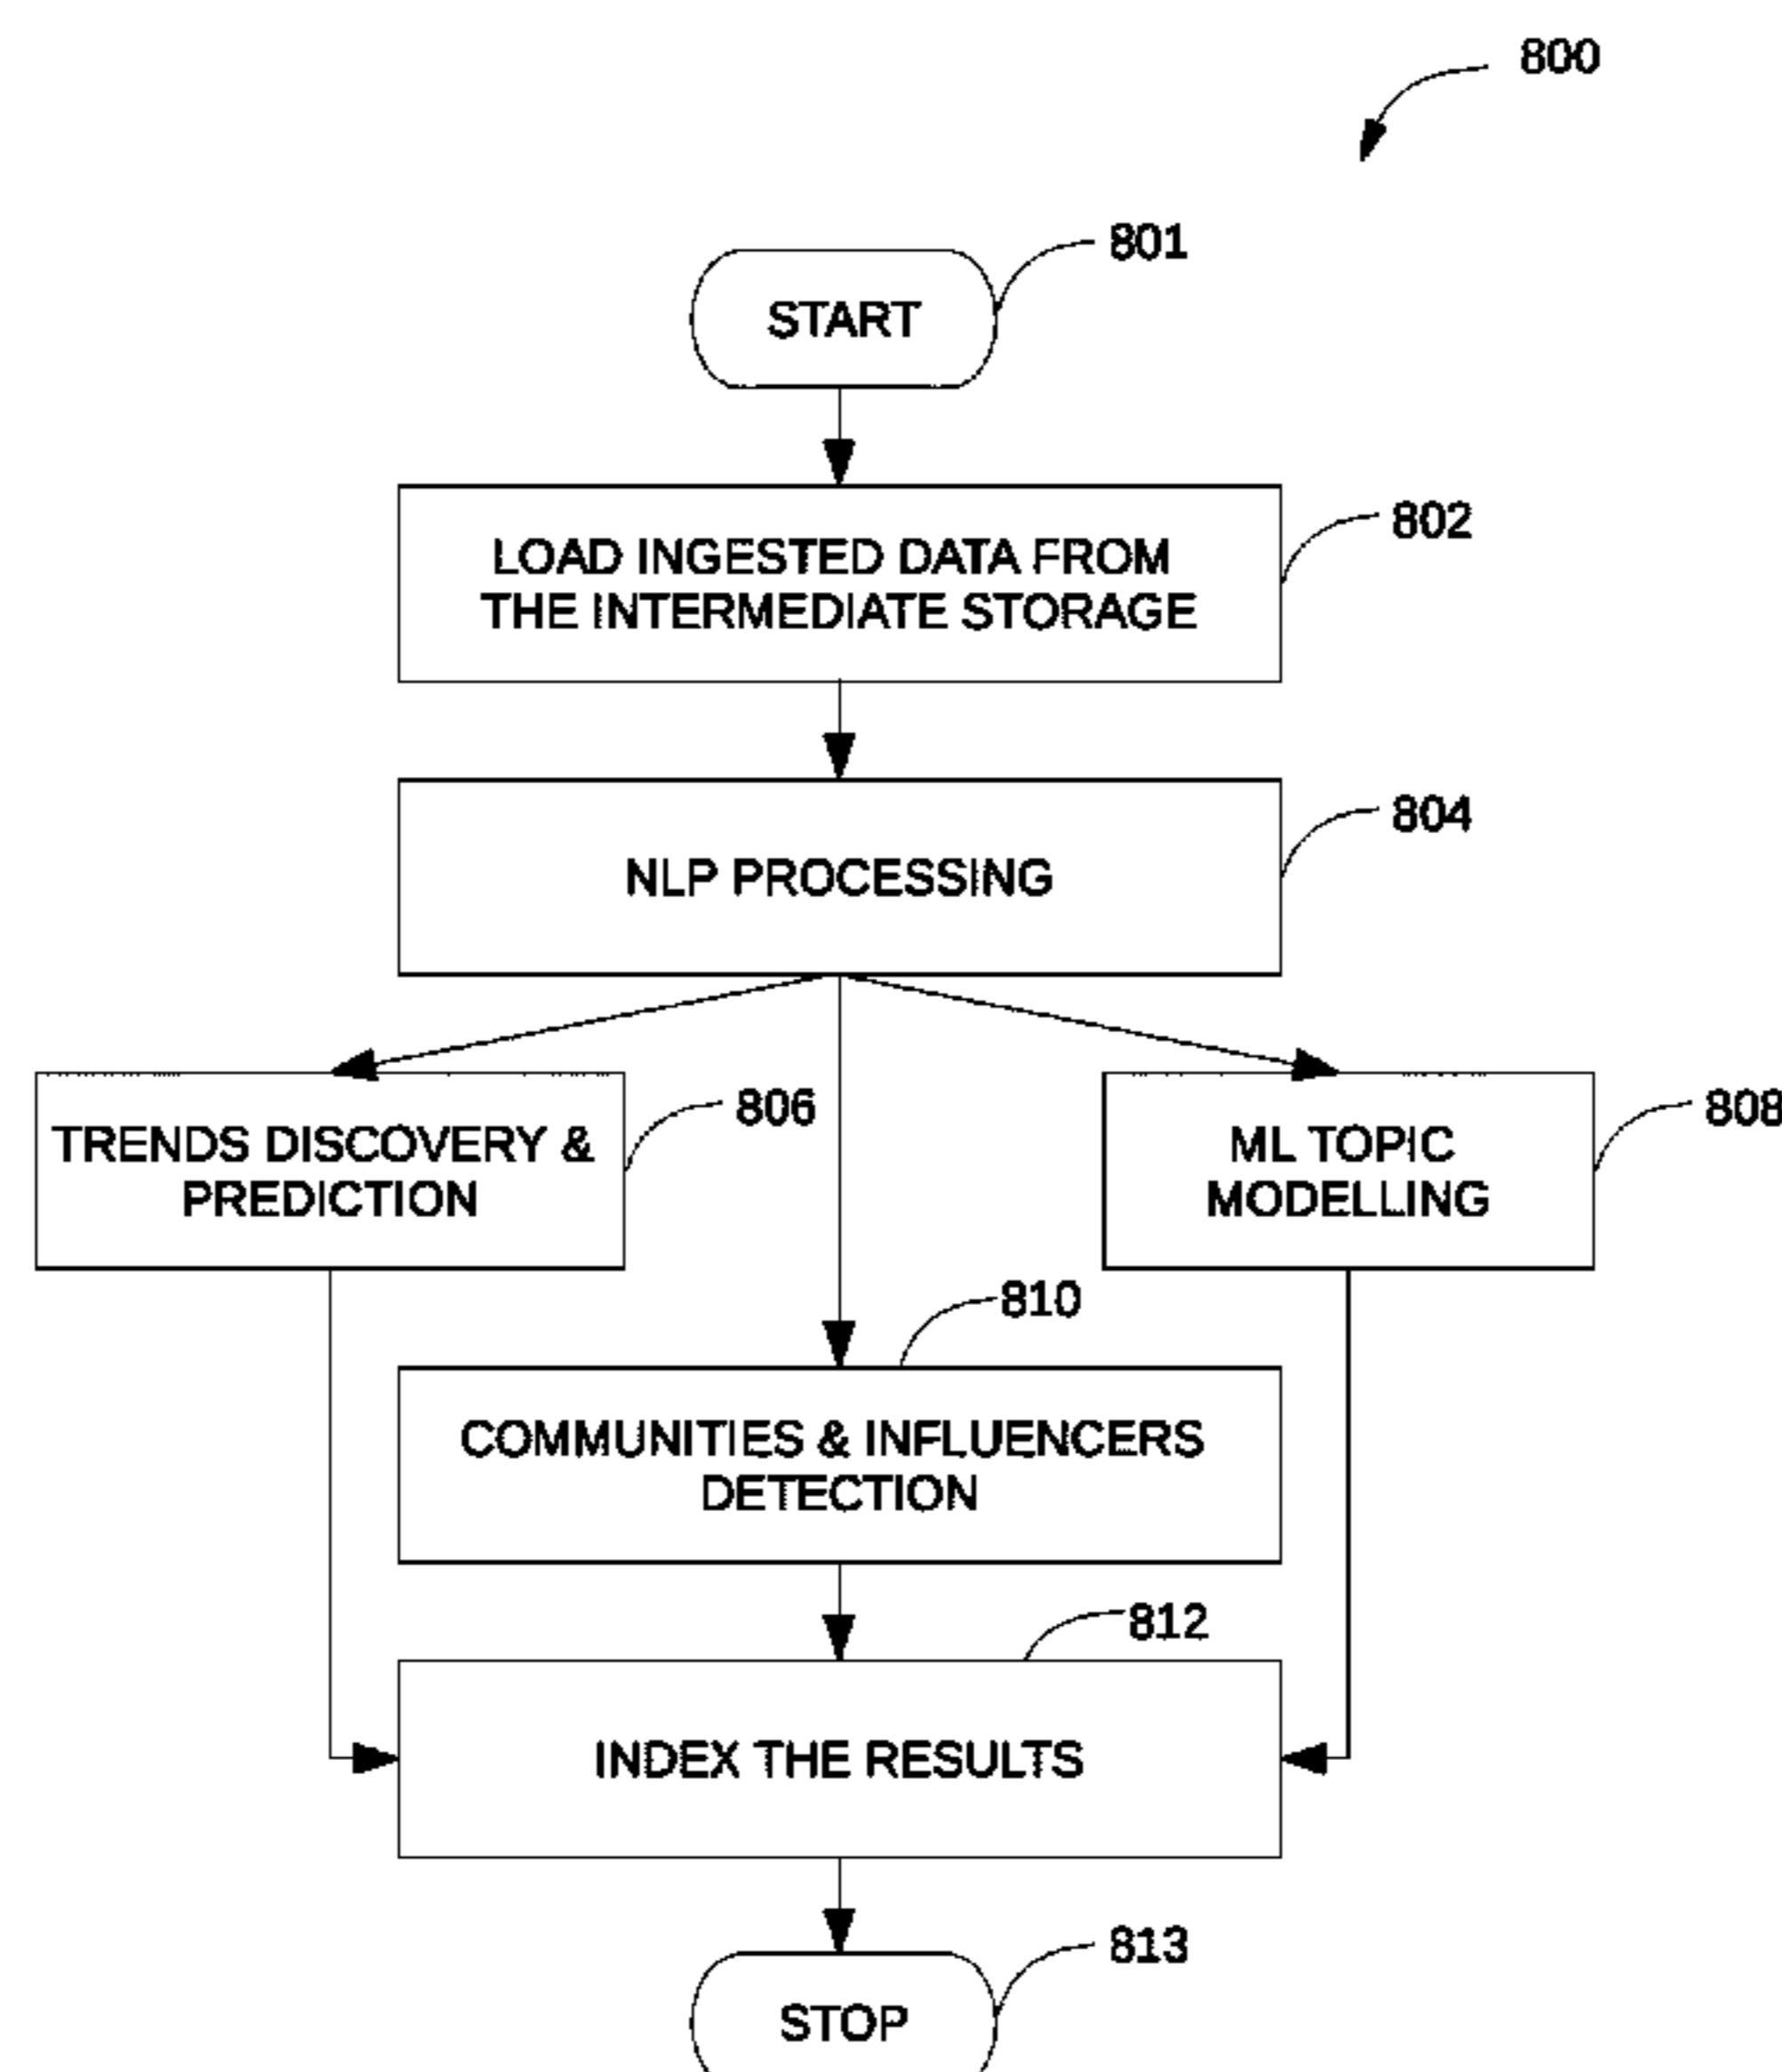 800
801
START
802
LOAD INGESTED DATA FROM
THE INTERMEDIATE STORAGE
804
NLP PROCESSING
806
TRENDS DISCOVERY &
PREDICTION
808
ML TOPIC
MODELLING
810
COMMUNITIES & INFLUENCERS
DETECTION
812
INDEX THE RESULTS
813
STOP